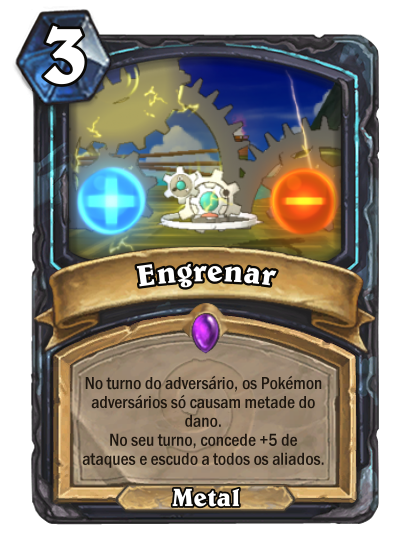 3
Engrenar
No turno do adversário, os Pokémon
adversários só causam metade do
dano.
No seu turno, concede +5 de
ataques e escudo a todos os aliados.
Metal